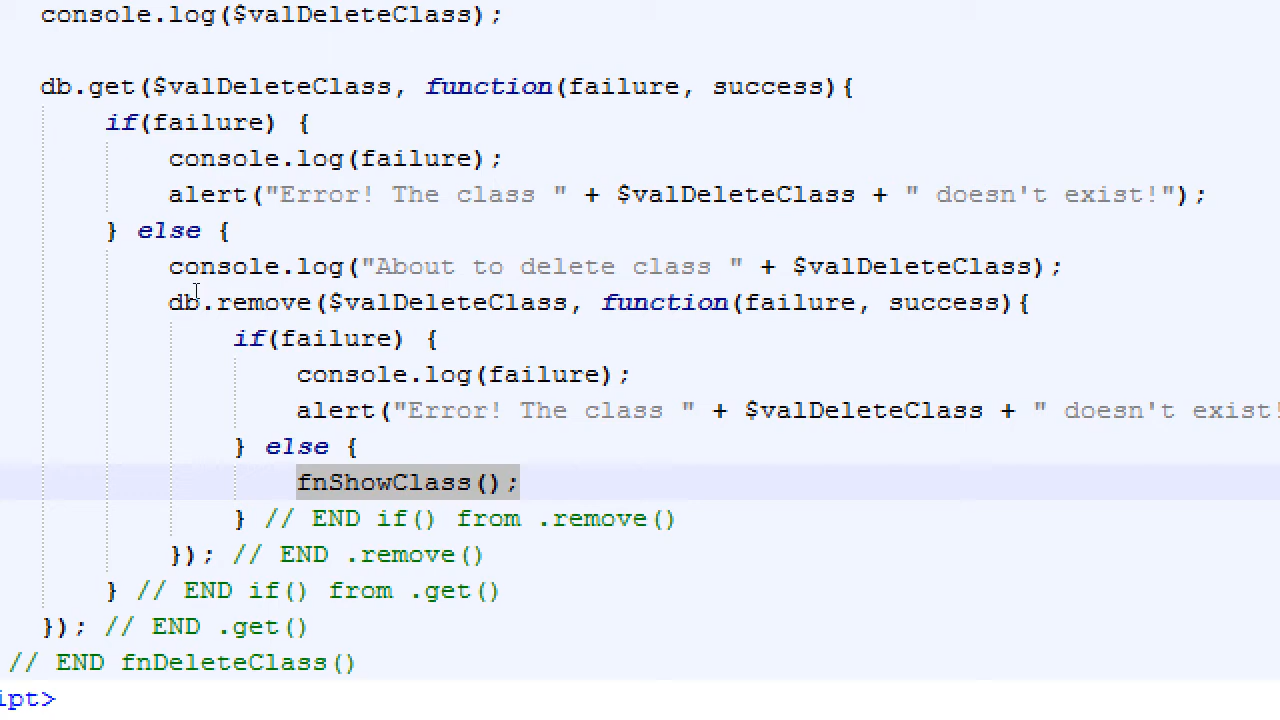 console.log($valDeleteClass);
db.get($valDeleteClass, function(failure, success){
if(failure) {
console.log(failure);
alert("Error! The class " + $valDeleteClass + " doesn't exist!");
} else {
console.log("About to delete class " + $valDeleteClass);
db.remove($valDeleteClass, function(failure, success){
if(failure) {
console.log(failure);
alert("Error! The class " + $valDeleteClass + " doesn't exist!
} else {
fnShowClass();
} // END if() from .remove()
}); // END .remove()
} // END if() from .get()
}); // END .get()
// END fnDeleteClass()
ipt>